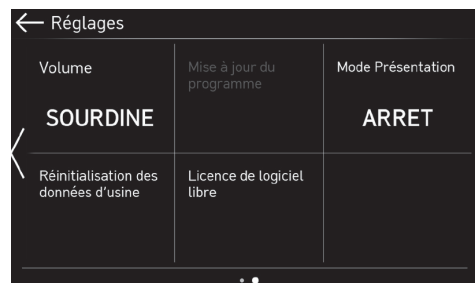 Réglages
Volume
SOURDINE
Mise à jour du
programme
Mode Présentation
ARRET
Réinitialisation des
données d'usine
Licence de logiciel
libre